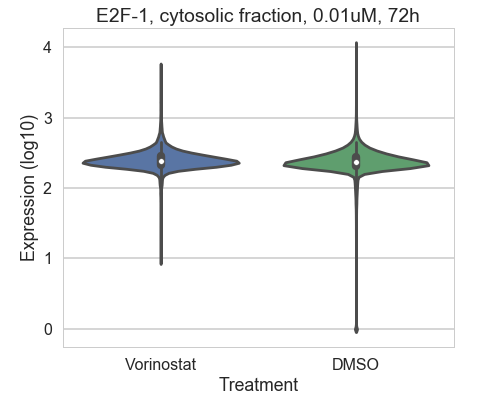 E2F-1, cytosolic fraction, 0.01uM, 72h
Expression (log10)
4
3
2
1
0
Vorinostat
DMSO
Treatment